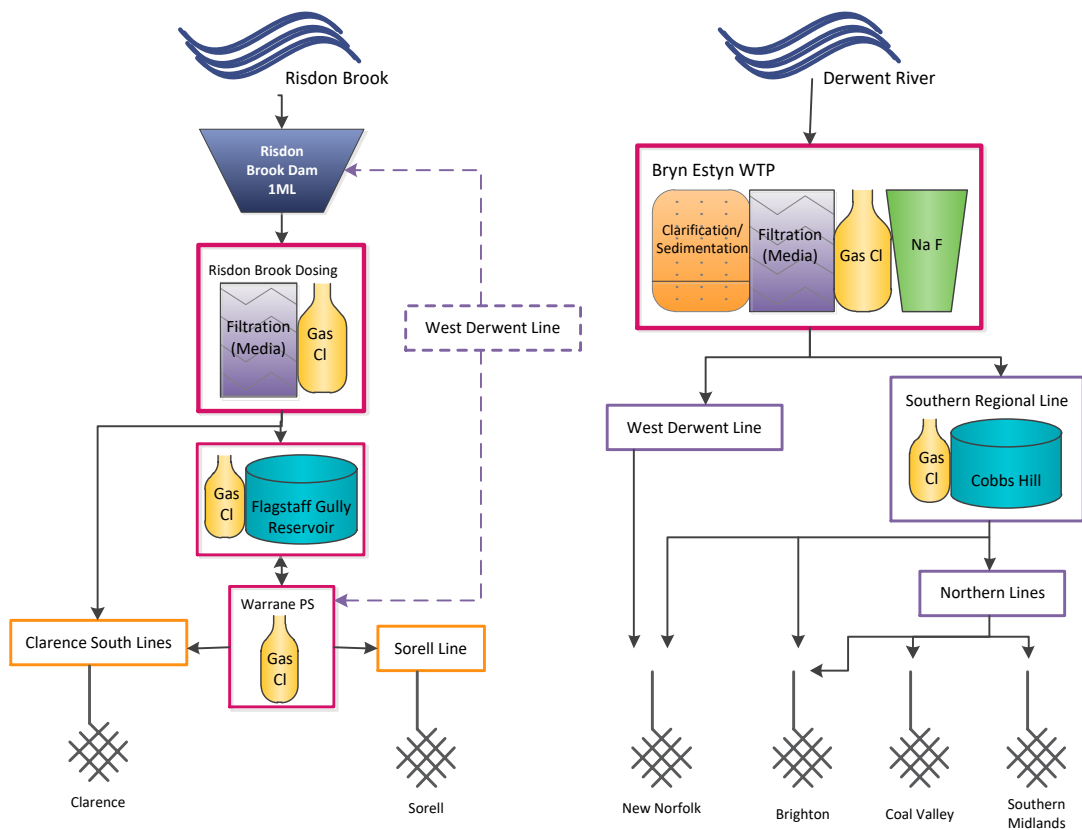 Risdon Brook
Risdon
Brook Dam
1ML
Risdon Brook Dosing
Filtration
(Media)
Gas
Cl
West Derwent Line
Gas
Cl
Flagstaff Gully
Reservoir
Warrane PS
Gas
Cl
Clarence South Lines
Sorell Line
Clarence
Sorell
Derwent River
Bryn Estyn WTP
Clarification/
Sedimentation
Filtration
(Media)
Gas Cl
Na F
West Derwent Line
Southern Regional Line
Gas
Cl
Cobbs Hill
Northern Lines
New Norfolk
Brighton
Coal Valley
Southern
Midlands